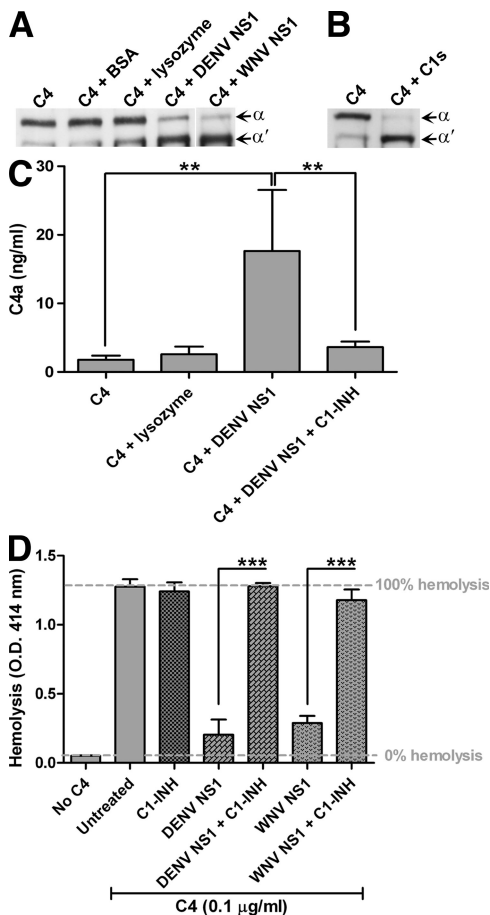 A
C4
C4 + BSA
C4 + lysozyme
C4 + DENV NS1
C4 + WNV NS1
←α
←α′
B
C4
C4 + C1s
←α
←α′
C
C4a (ng/ml)
30
20
10
0
**
**
C4
C4 + lysozyme
C4 + DENV NS1
C4 + DENV NS1 + C1-INH
D
Hemolysis (O.D. 414 nm)
1.5
1.0
0.5
0.0
***
***
100% hemolysis
0% hemolysis
No C4
Untreated
C1-INH
DENV NS1
DENV NS1 + C1-INH
WNV NS1
WNV NS1 + C1-INH
C4 (0.1 μg/ml)